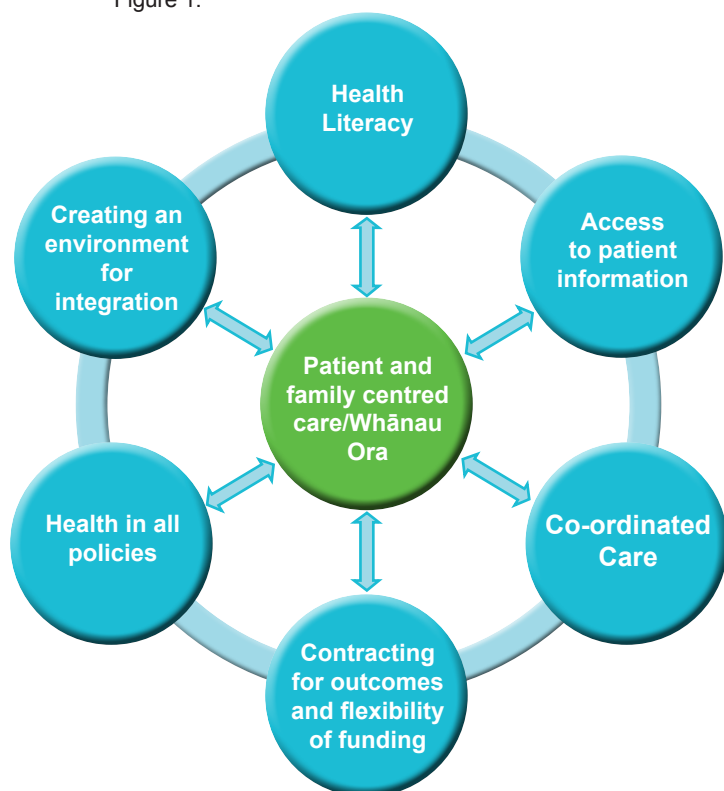 Figure 1.
Health
Literacy
Access
to patient
information
Co-ordinated
Care
Contracting
for outcomes
and flexibility
of funding
Health in all
policies
Creating an
environment
for
integration
Patient and
family centred
care/Whānau
Ora